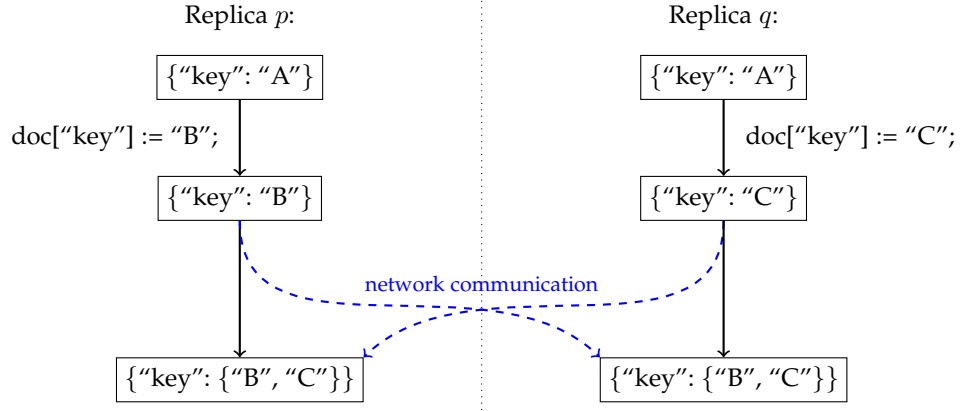 Replica p:
Replica q:
{“key”: “A”}
{“key”: “A”}
doc[“key”] := “B”;
doc[“key”] := “C”;
{“key”: “B”}
{“key”: “C”}
network communication
{“key”: {“B”, “C”}}
{“key”: {“B”, “C”}}